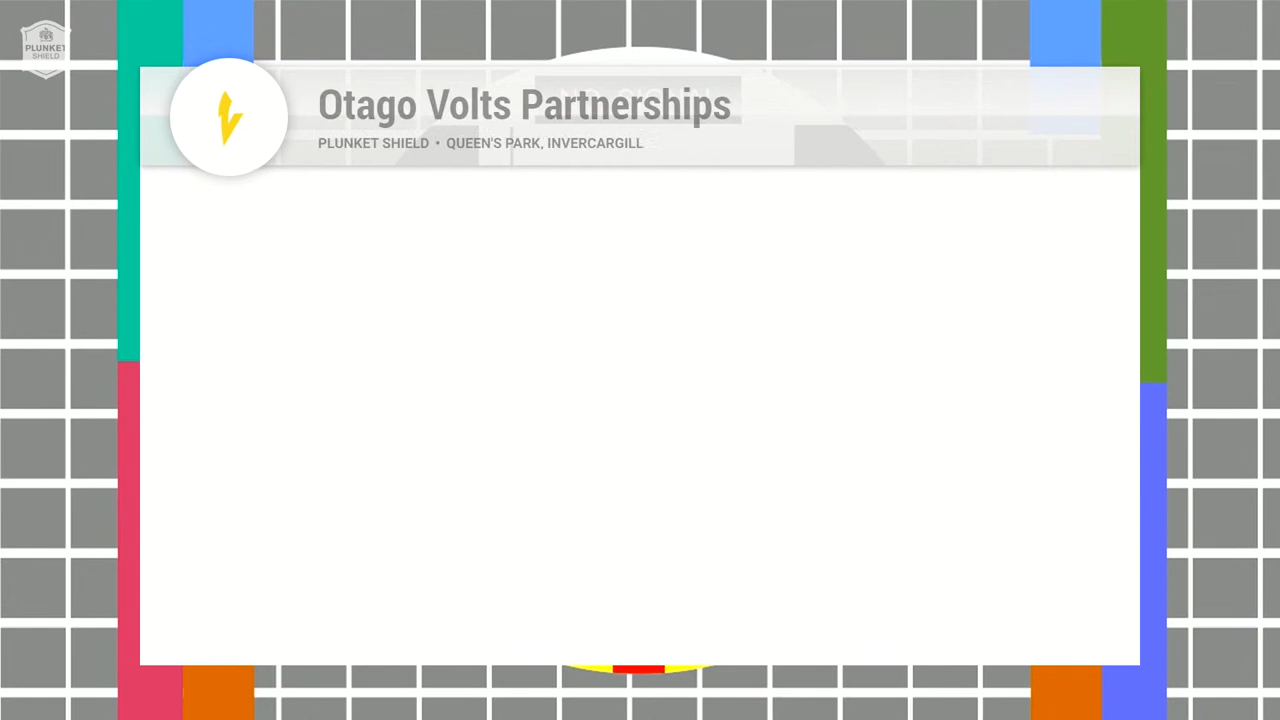 PLUNKET
SHIELD
Otago Volts Partnerships
PLUNKET SHIELD • QUEEN'S PARK, INVERCARGILL